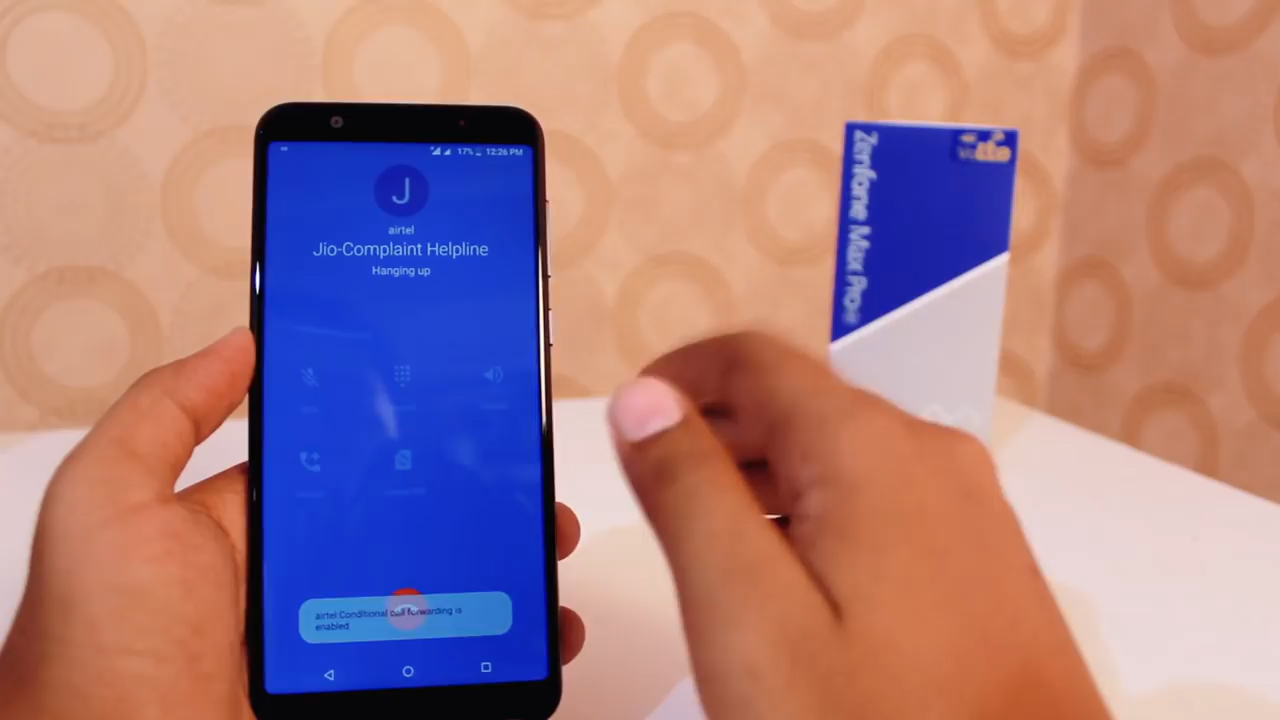 17% 12:26 PM
J
airtel
Jio-Complaint Helpline
Hanging up
airtel Conditional call forwarding is
enabled
Zenfone Max Pro